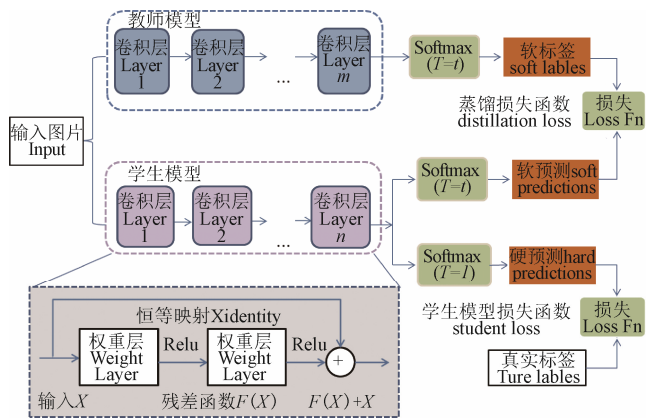 教师模型
卷积层
Layer
1
卷积层
Layer
2
...
卷积层
Layer
m
Softmax
(T=t)
软标签
soft lables
蒸馏损失函数
distillation loss
损失
Loss Fn
输入图片
Input
学生模型
卷积层
Layer
1
卷积层
Layer
2
...
卷积层
Layer
n
Softmax
(T=t)
软预测soft
predictions
Softmax
(T=1)
硬预测hard
predictions
学生模型损失函数
student loss
损失
Loss Fn
真实标签
Ture lables
恒等映射Xidentity
权重层
Weight
Layer
Relu
权重层
Weight
Layer
Relu
+
输入X
残差函数F(X)
F(X)+X